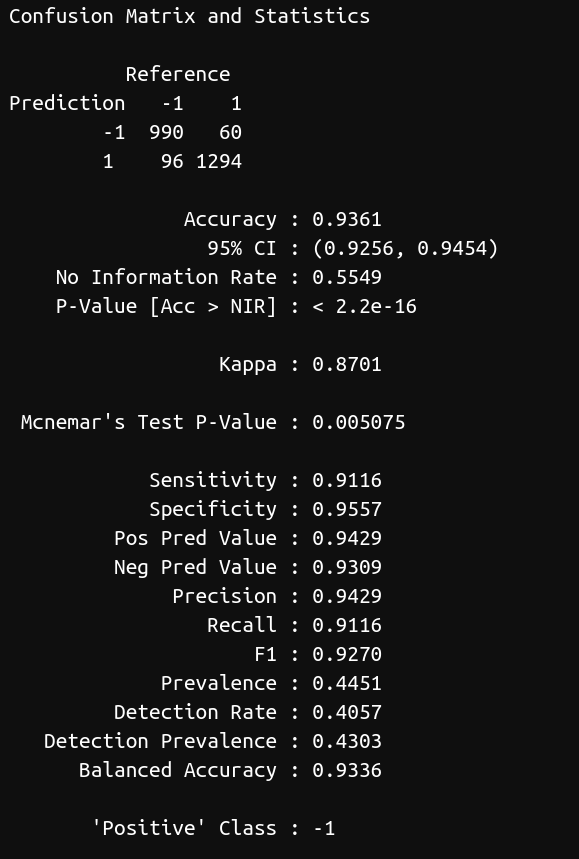 Confusion Matrix and Statistics
Reference
Prediction -1 1
-1 990 60
1 96 1294
Accuracy : 0.9361
95% CI : (0.9256, 0.9454)
No Information Rate : 0.5549
P-Value [Acc > NIR] : < 2.2e-16
Kappa : 0.8701
Mcnemar's Test P-Value : 0.005075
Sensitivity : 0.9116
Specificity : 0.9557
Pos Pred Value : 0.9429
Neg Pred Value : 0.9309
Precision : 0.9429
Recall : 0.9116
F1 : 0.9270
Prevalence : 0.4451
Detection Rate : 0.4057
Detection Prevalence : 0.4303
Balanced Accuracy : 0.9336
'Positive' Class : -1